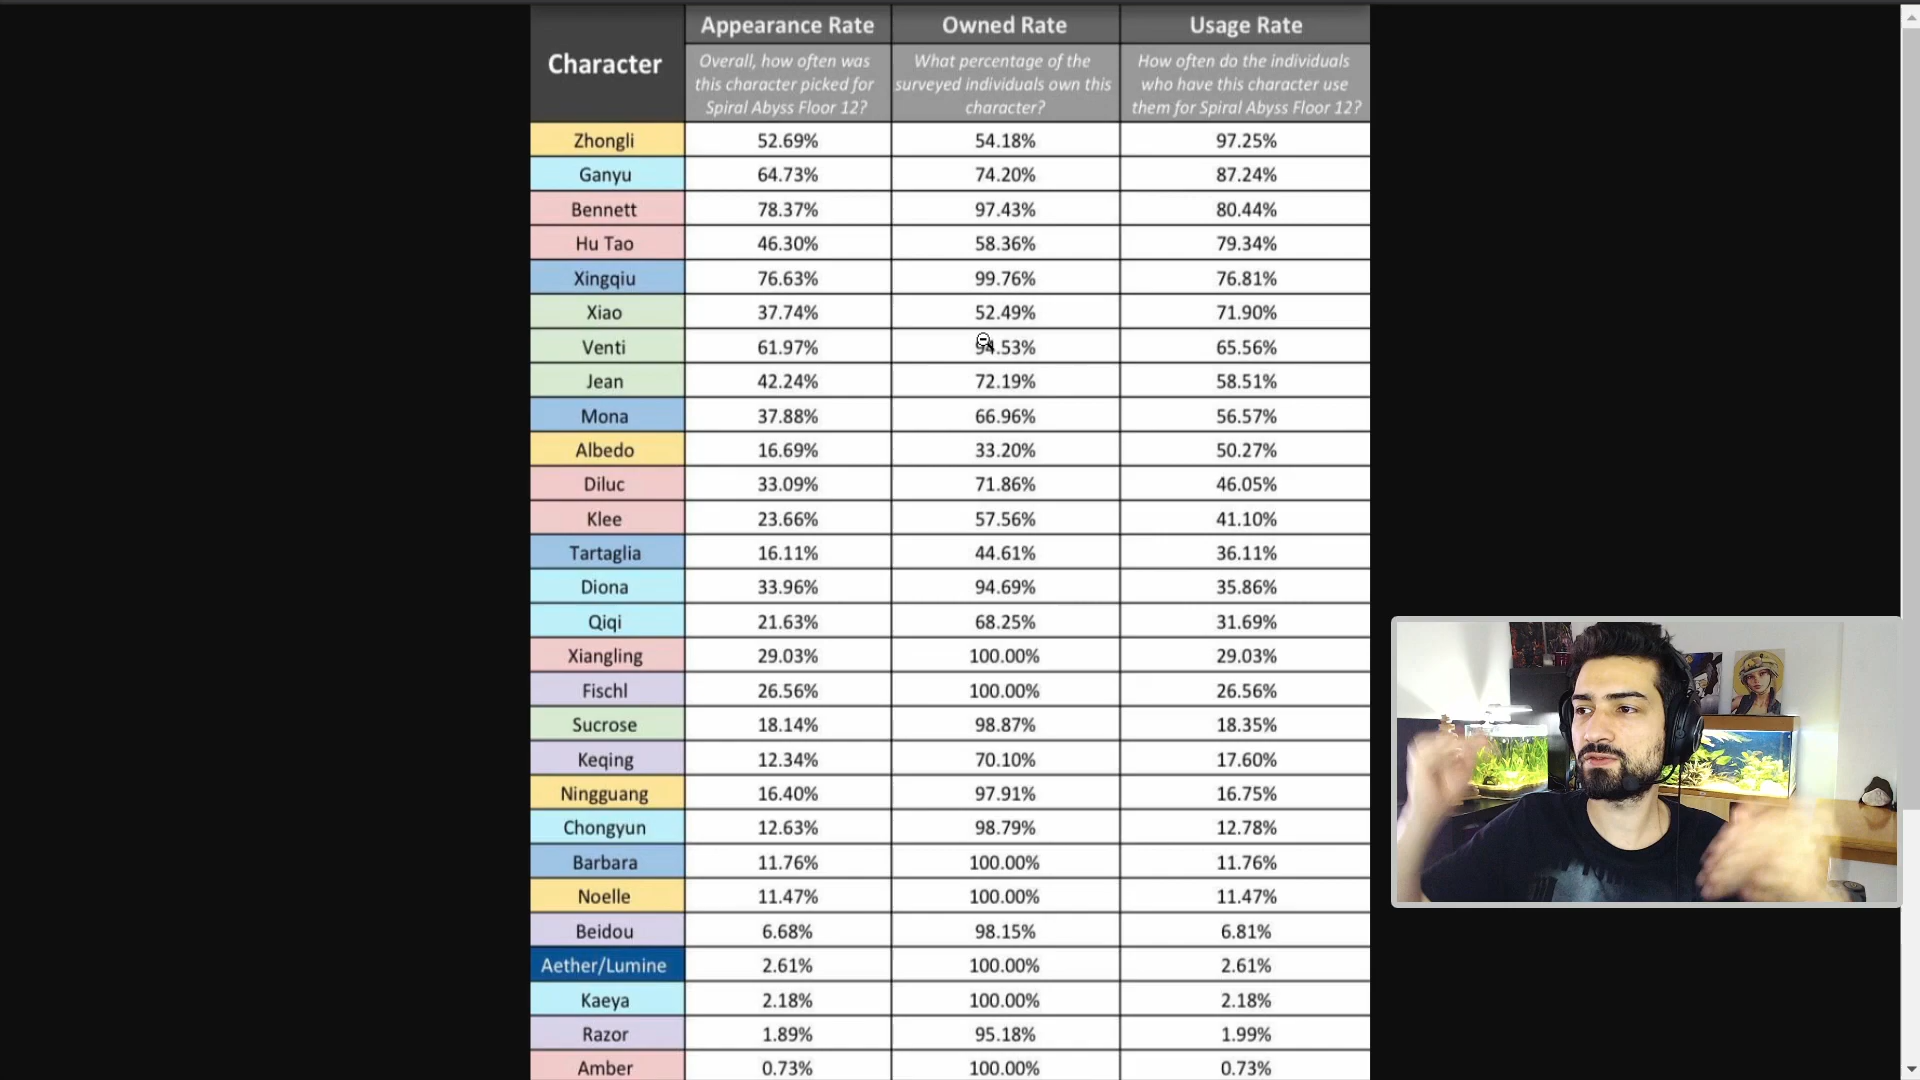 Character Appearance Rate Owned Rate Usage Rate
Overall, how often was this character picked for Spiral Abyss Floor 12?
What percentage of the surveyed individuals own this character?
How often do the individuals who have this character use them for Spiral Abyss Floor 12?
Zhongli 52.69% 54.18% 97.25%
Ganyu 64.73% 74.20% 87.24%
Bennett 78.37% 97.43% 80.44%
Hu Tao 46.30% 58.36% 79.34%
Xingqiu 76.63% 99.76% 76.81%
Xiao 37.74% 52.49% 71.90%
Venti 61.97% 94.53% 65.56%
Jean 42.24% 72.19% 58.51%
Mona 37.88% 66.96% 56.57%
Albedo 16.69% 33.20% 50.27%
Diluc 33.09% 71.86% 46.05%
Klee 23.66% 57.56% 41.10%
Tartaglia 16.11% 44.61% 36.11%
Diona 33.96% 94.69% 35.86%
Qiqi 21.63% 68.25% 31.69%
Xiangling 29.03% 100.00% 29.03%
Fischl 26.56% 100.00% 26.56%
Sucrose 18.14% 98.87% 18.35%
Keqing 12.34% 70.10% 17.60%
Ningguang 16.40% 97.91% 16.75%
Chongyun 12.63% 98.79% 12.78%
Barbara 11.76% 100.00% 11.76%
Noelle 11.47% 100.00% 11.47%
Beidou 6.68% 98.15% 6.81%
Aether/Lumine 2.61% 100.00% 2.61%
Kaeya 2.18% 100.00% 2.18%
Razor 1.89% 95.18% 1.99%
Amber 0.73% 100.00% 0.73%